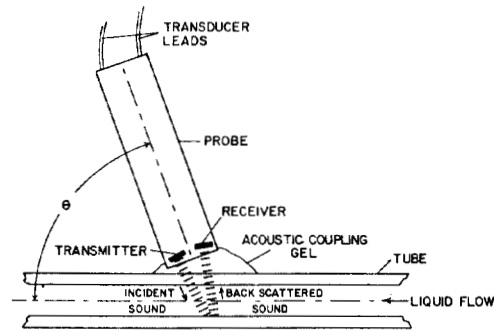 TRANSDUCER
LEADS
PROBE
θ
RECEIVER
TRANSMITTER
ACOUSTIC COUPLING
GEL
TUBE
INCIDENT
SOUND
BACK SCATTERED
SOUND
LIQUID FLOW